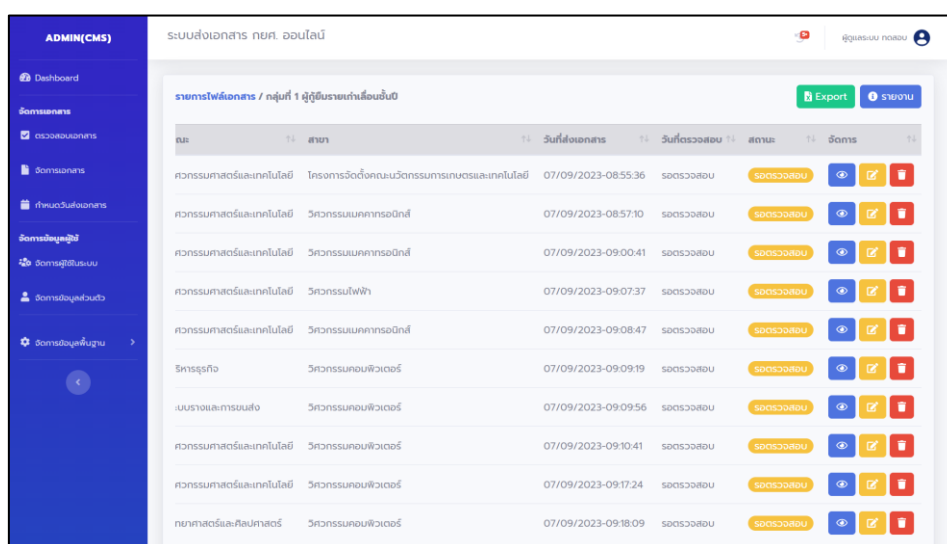 ADMIN(CMS)
ระบบส่งเอกสาร กยศ. ออนไลน์
ผู้ดูแลระบบ ทดสอบ
Dashboard
จัดการเอกสาร
ตรวจสอบเอกสาร
จัดการเอกสาร
กำหนดวันส่งเอกสาร
จัดการข้อมูลผู้ใช้
จัดการผู้ใช้ในระบบ
จัดการข้อมูลส่วนตัว
จัดการข้อมูลพื้นฐาน
รายการไฟล์เอกสาร / กลุ่มที่ 1 ผู้กู้ยืมรายเก่าเลื่อนชั้นปี
Export รายงาน
ณะ สาขา วันที่ส่งเอกสาร วันที่ตรวจสอบ สถานะ จัดการ
ศวกรรมศาสตร์และเทคโนโลยี โครงการจัดตั้งคณะนวัตกรรมการเกษตรและเทคโนโลยี 07/09/2023-08:55:36 รอตรวจสอบ รอตรวจสอบ
ศวกรรมศาสตร์และเทคโนโลยี วิศวกรรมเมคคาทรอนิกส์ 07/09/2023-08:57:10 รอตรวจสอบ รอตรวจสอบ
ศวกรรมศาสตร์และเทคโนโลยี วิศวกรรมเมคคาทรอนิกส์ 07/09/2023-09:00:41 รอตรวจสอบ รอตรวจสอบ
ศวกรรมศาสตร์และเทคโนโลยี วิศวกรรมไฟฟ้า 07/09/2023-09:07:37 รอตรวจสอบ รอตรวจสอบ
ศวกรรมศาสตร์และเทคโนโลยี วิศวกรรมเมคคาทรอนิกส์ 07/09/2023-09:08:47 รอตรวจสอบ รอตรวจสอบ
ริหารธุรกิจ วิศวกรรมคอมพิวเตอร์ 07/09/2023-09:09:19 รอตรวจสอบ รอตรวจสอบ
ะบบรางและการขนส่ง วิศวกรรมคอมพิวเตอร์ 07/09/2023-09:09:56 รอตรวจสอบ รอตรวจสอบ
ศวกรรมศาสตร์และเทคโนโลยี วิศวกรรมคอมพิวเตอร์ 07/09/2023-09:10:41 รอตรวจสอบ รอตรวจสอบ
ศวกรรมศาสตร์และเทคโนโลยี วิศวกรรมคอมพิวเตอร์ 07/09/2023-09:17:24 รอตรวจสอบ รอตรวจสอบ
ทยาศาสตร์และศิลปศาสตร์ วิศวกรรมคอมพิวเตอร์ 07/09/2023-09:18:09 รอตรวจสอบ รอตรวจสอบ